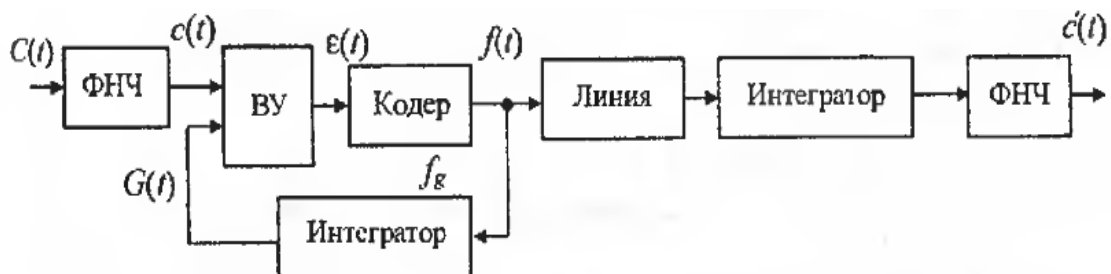 C(t)
ФНЧ
c(t)
ВУ
ε(t)
Кодер
f(t)
Линия
Интегратор
ФНЧ
c'(t)
G(t)
f_g
Интегратор